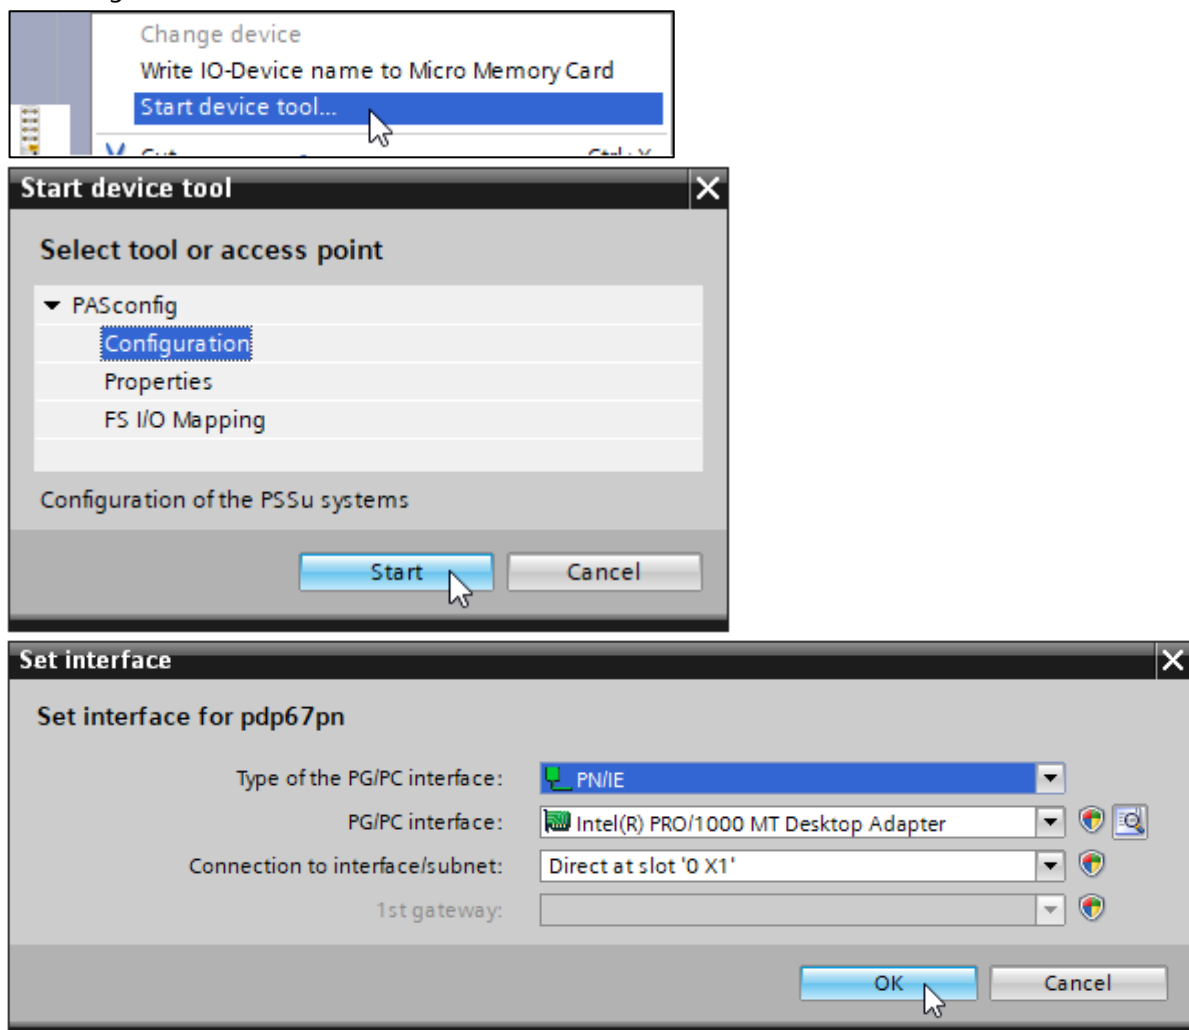 Change device
Write IO-Device name to Micro Memory Card
Start device tool...
Start device tool
Select tool or access point
PASconfig
Configuration
Properties
FS I/O Mapping
Configuration of the PSSu systems
Start Cancel
Set interface
Set interface for pdp67pn
Type of the PG/PC interface: PN/IE
PG/PC interface: Intel(R) PRO/1000 MT Desktop Adapter
Connection to interface/subnet: Direct at slot '0 X1'
1st gateway:
OK Cancel